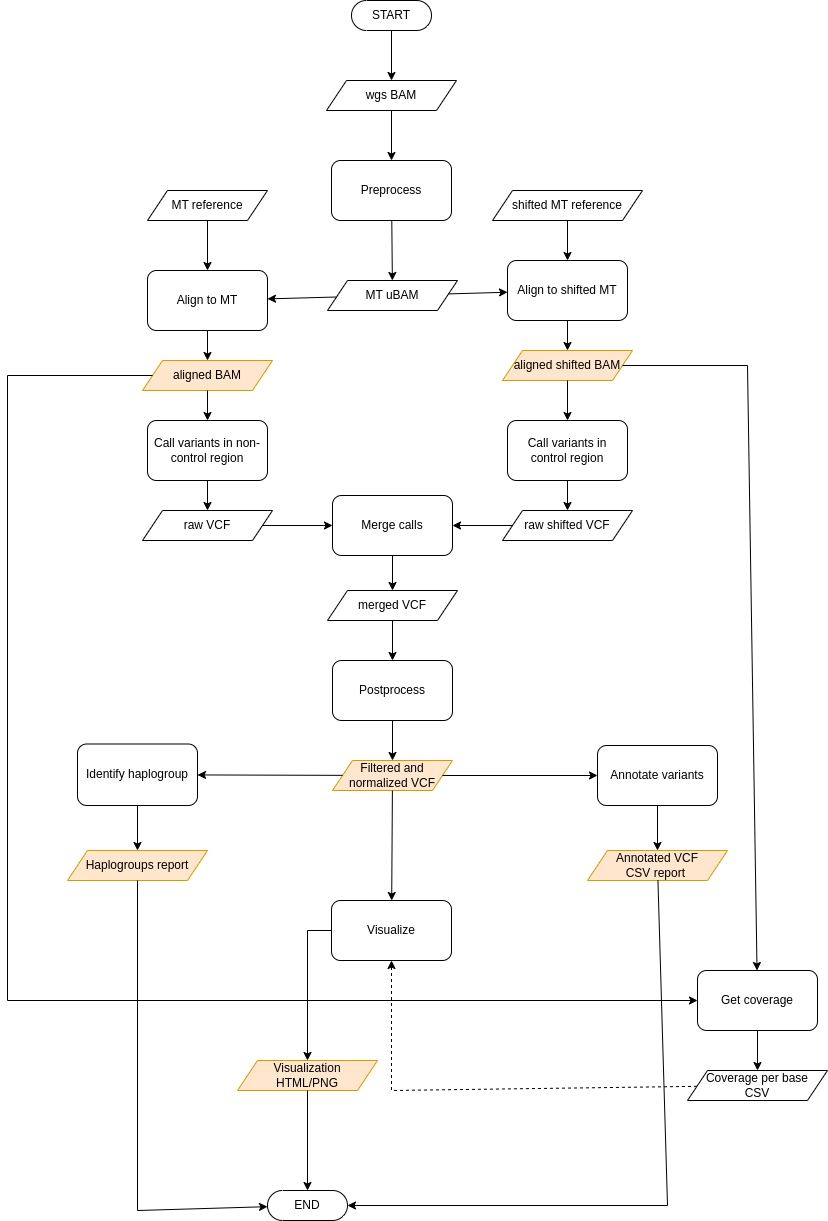 START
wgs BAM
Preprocess
MT reference
shifted MT reference
Align to MT
MT uBAM
Align to shifted MT
aligned BAM
aligned shifted BAM
Call variants in non-
control region
Call variants in
control region
raw VCF
Merge calls
raw shifted VCF
merged VCF
Postprocess
Identify haplogroup
Filtered and
normalized VCF
Annotate variants
Haplogroups report
Annotated VCF
CSV report
Visualize
Get coverage
Visualization
HTML/PNG
Coverage per base
CSV
END